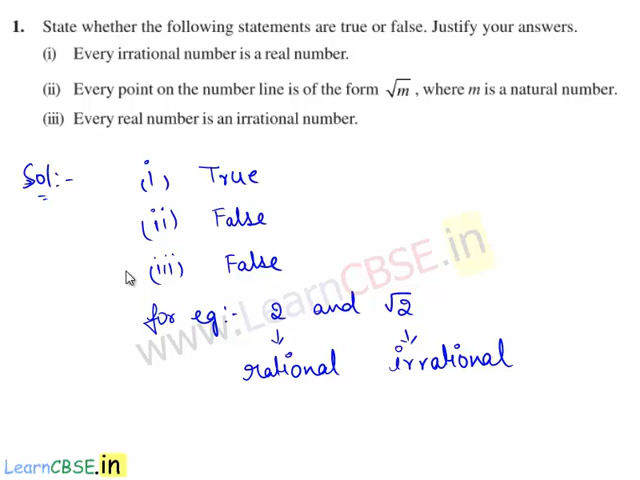 1. State whether the following statements are true or false. Justify your answers.
(i) Every irrational number is a real number.
(ii) Every point on the number line is of the form √m , where m is a natural number.
(iii) Every real number is an irrational number.
Sol:-
(i) True
(ii) False
(iii) False
for eg:- 2 and √2
↓ ↓
rational irrational
www.LearnCBSE.in
LearnCBSE.in